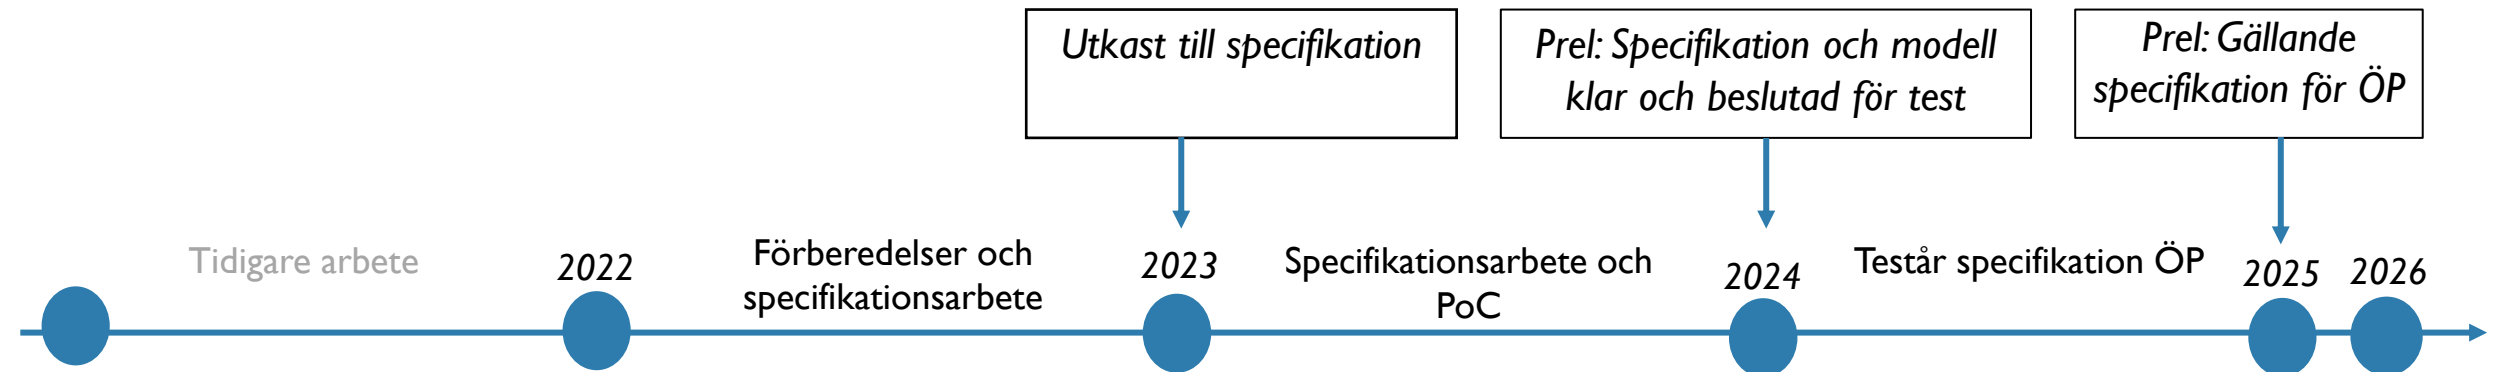 Utkast till specifikation
Prel: Specifikation och modell
klar och beslutad för test
Prel: Gällande
specifikation för ÖP
Tidigare arbete
2022
Förberedelser och
specifikationsarbete
2023
Specifikationsarbete och
PoC
2024
Testår specifikation ÖP
2025
2026